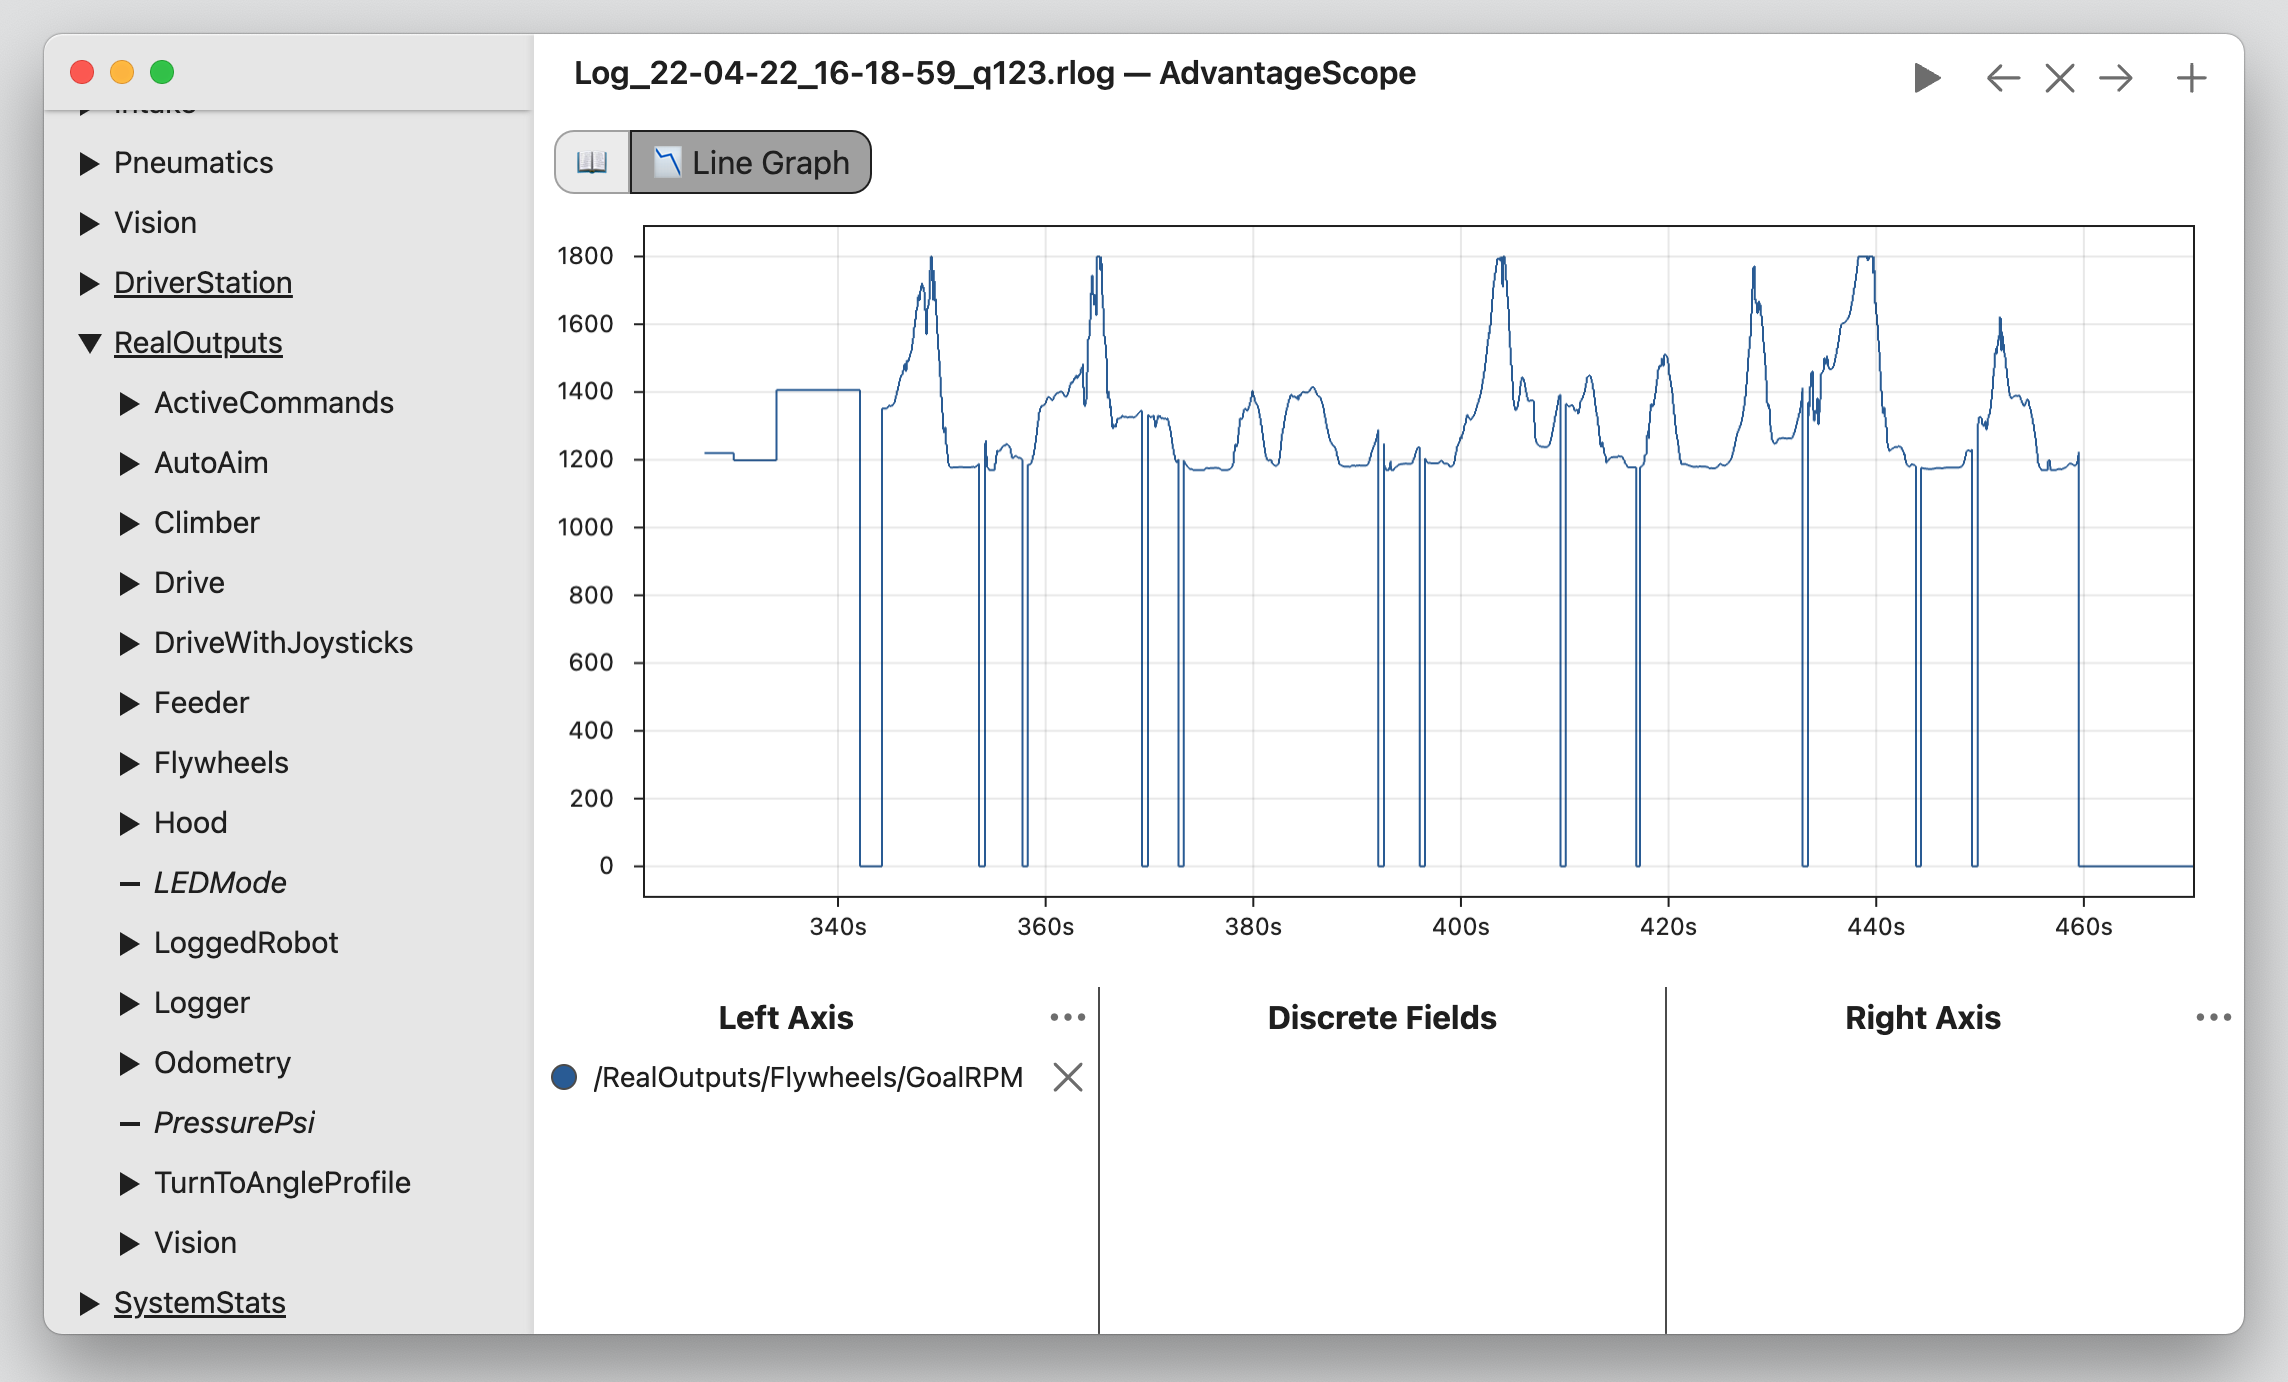 Log_22-04-22_16-18-59_q123.rlog — AdvantageScope
Pneumatics
Vision
DriverStation
RealOutputs
ActiveCommands
AutoAim
Climber
Drive
DriveWithJoysticks
Feeder
Flywheels
Hood
LEDMode
LoggedRobot
Logger
Odometry
PressurePsi
TurnToAngleProfile
Vision
SystemStats
Line Graph
1800
1600
1400
1200
1000
800
600
400
200
0
340s 360s 380s 400s 420s 440s 460s
Left Axis
/RealOutputs/Flywheels/GoalRPM
Discrete Fields
Right Axis